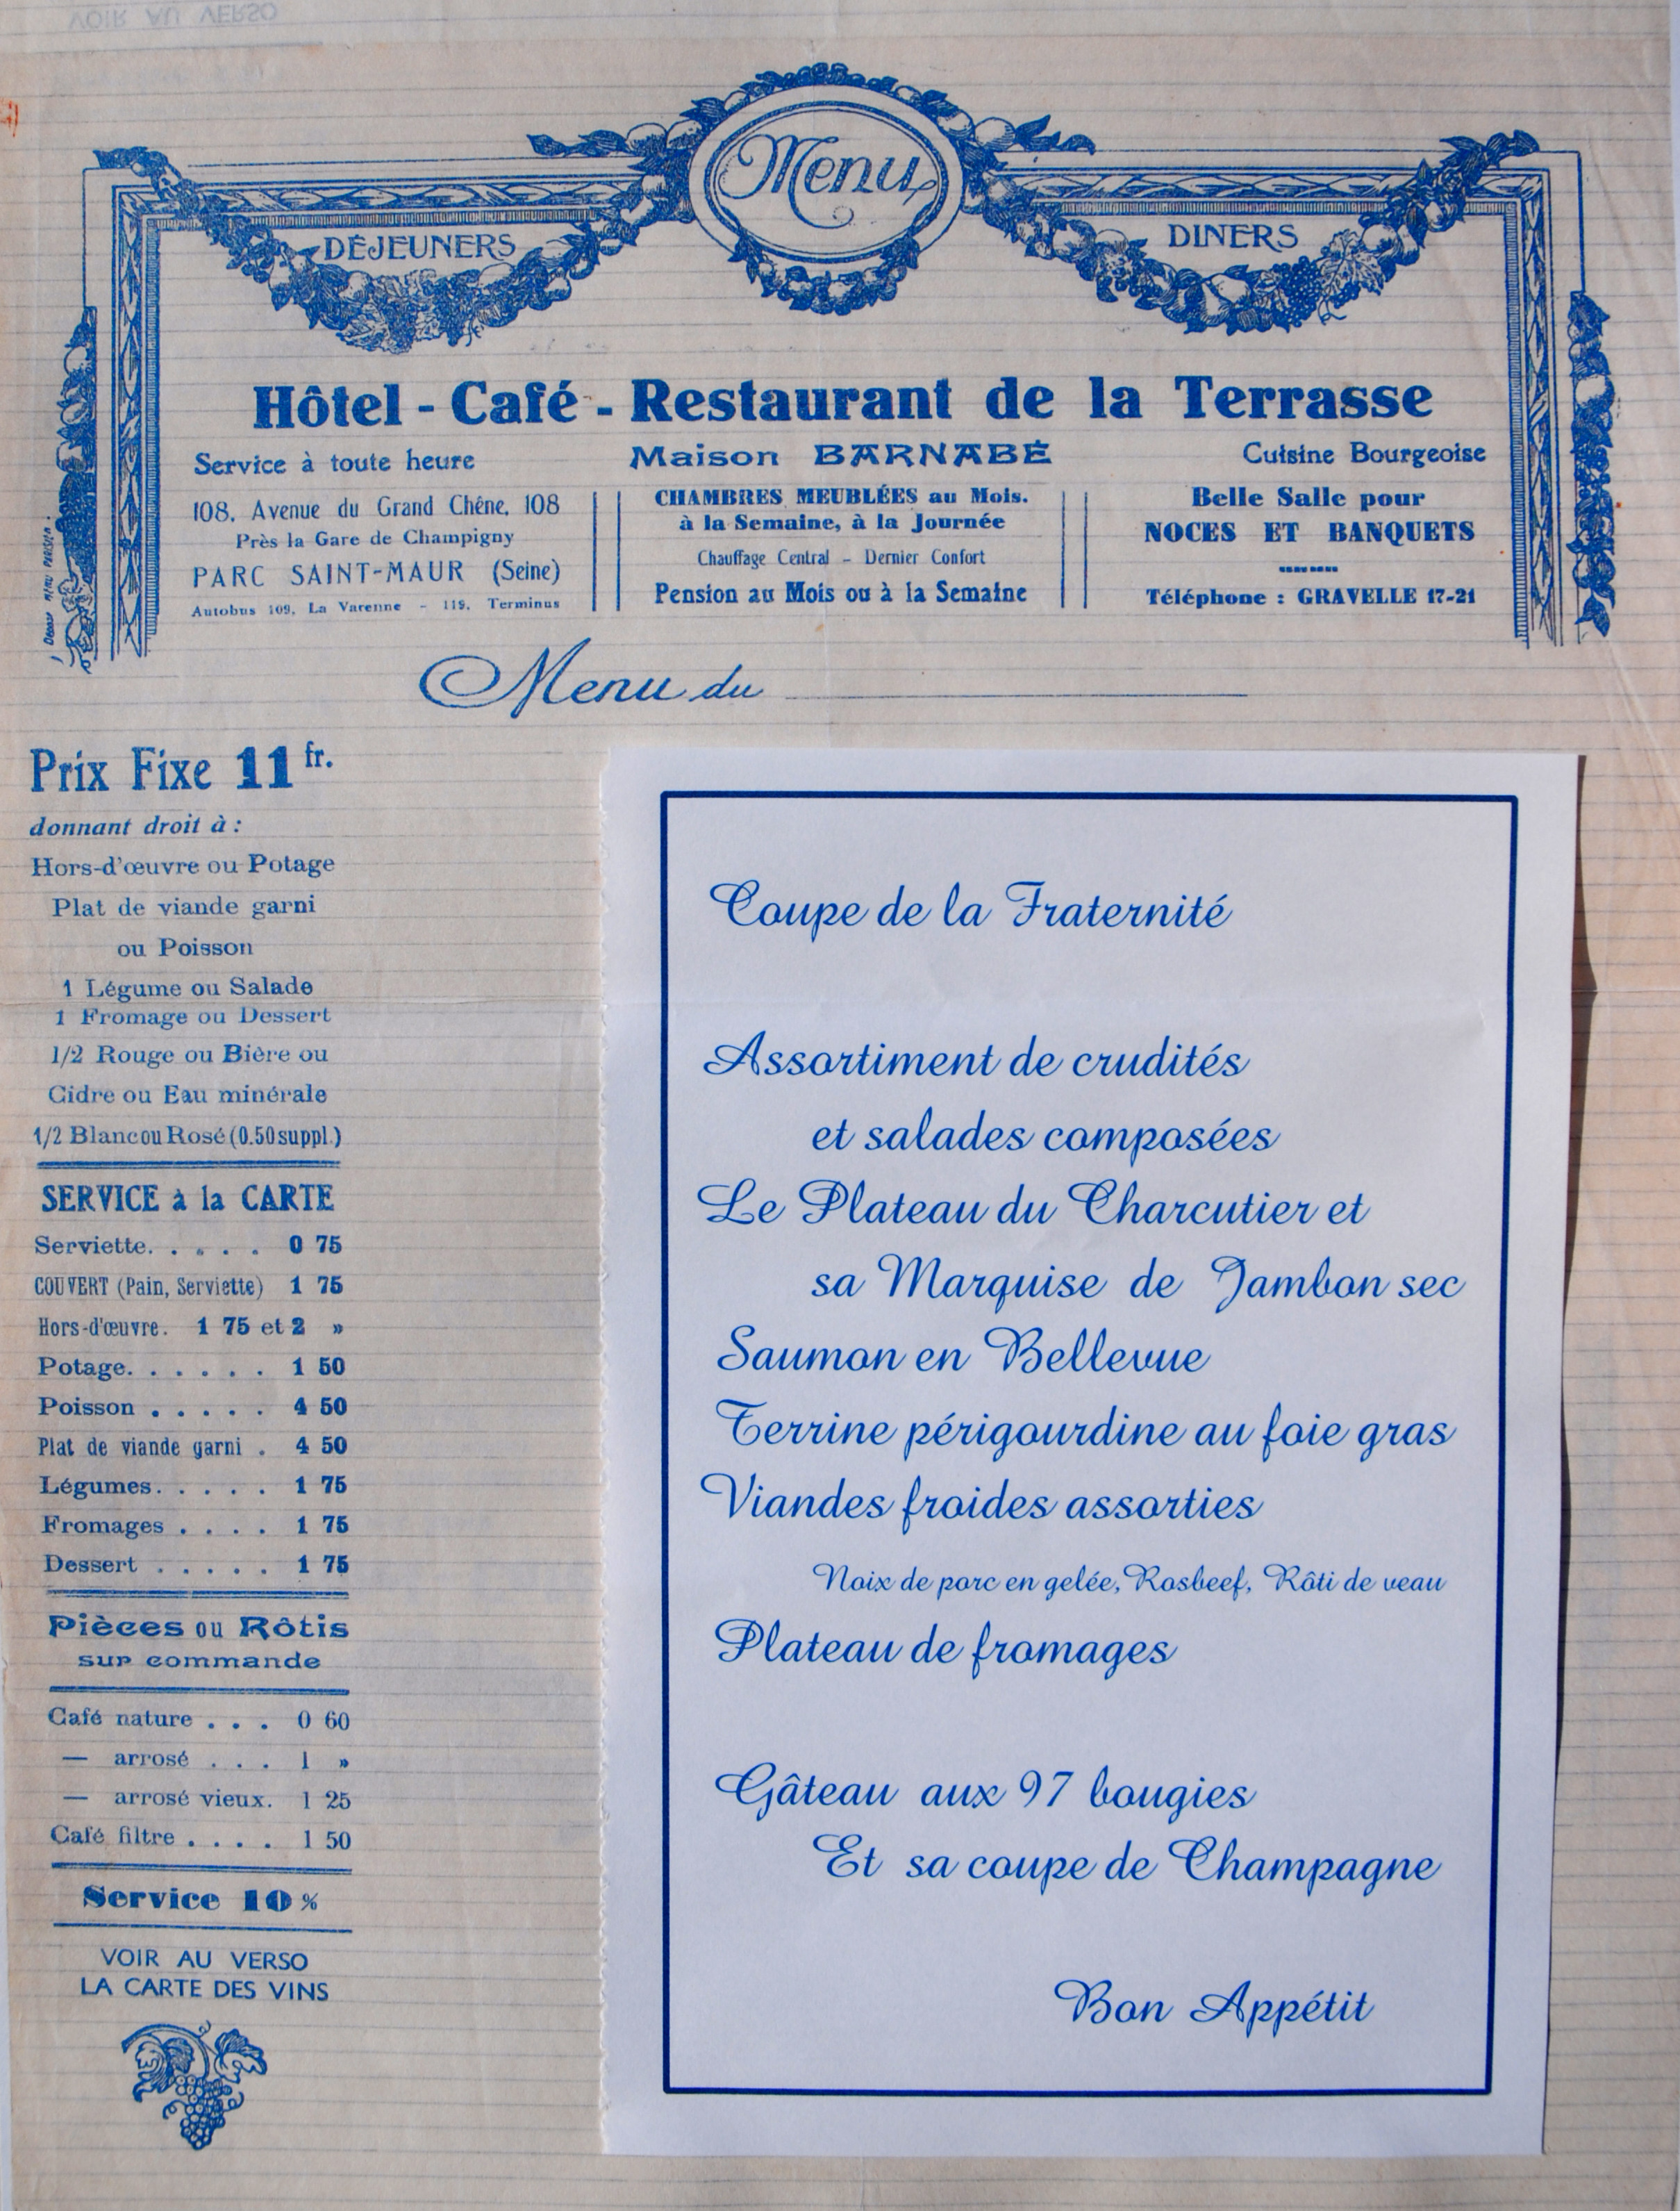 VOIR AU VERSO
Menu
DÉJEUNERS
DINERS
Hôtel - Café - Restaurant de la Terrasse
Service à toute heure
Maison BARNABÉ
Cuisine Bourgeoise
108, Avenue du Grand Chêne, 108
Près la Gare de Champigny
PARC SAINT-MAUR (Seine)
Autobus 109, La Varenne - 119, Terminus
CHAMBRES MEUBLÉES au Mois.
à la Semaine, à la Journée
Chauffage Central - Dernier Confort
Pension au Mois ou à la Semaine
Belle Salle pour
NOCES ET BANQUETS
Téléphone : GRAVELLE 17-21
Menu du
Prix Fixe 11 fr.
donnant droit à :
Hors-d'œuvre ou Potage
Plat de viande garni
ou Poisson
1 Légume ou Salade
1 Fromage ou Dessert
1/2 Rouge ou Bière ou
Cidre ou Eau minérale
1/2 Blanc ou Rosé (0.50 suppl.)
SERVICE à la CARTE
Serviette. . . . . 0 75
COUVERT (Pain, Serviette) 1 75
Hors-d'œuvre. 1 75 et 2 »
Potage. . . . . . 1 50
Poisson . . . . . 4 50
Plat de viande garni . 4 50
Légumes. . . . . 1 75
Fromages . . . . 1 75
Dessert . . . . . 1 75
Pièces ou Rôtis
sur commande
Café nature . . . 0 60
— arrosé . . . 1 »
— arrosé vieux. 1 25
Café filtre . . . . 1 50
Service 10 %
VOIR AU VERSO
LA CARTE DES VINS
Coupe de la Fraternité
Assortiment de crudités
et salades composées
Le Plateau du Charcutier et
sa Marquise de Jambon sec
Saumon en Bellevue
Terrine périgourdine au foie gras
Viandes froides assorties
Noix de porc en gelée, Rosbeef, Rôti de veau
Plateau de fromages
Gâteau aux 97 bougies
Et sa coupe de Champagne
Bon Appétit